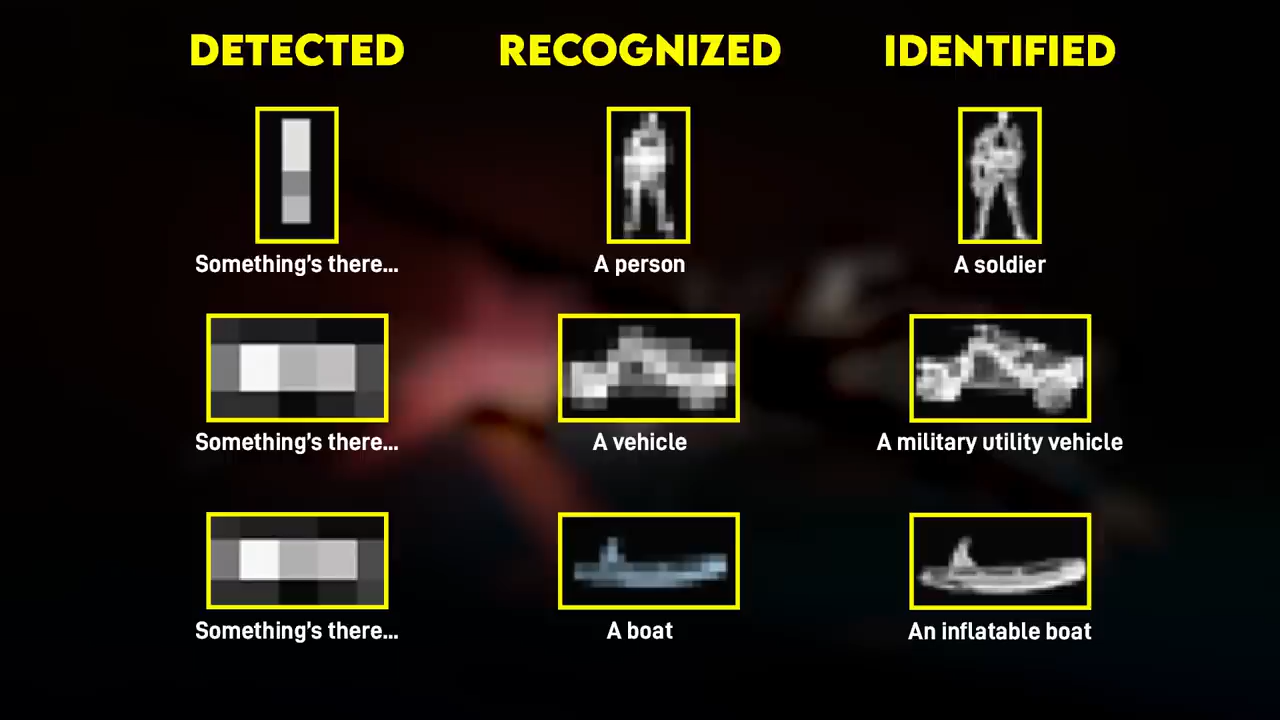 DETECTED RECOGNIZED IDENTIFIED
Something's there... A person A soldier
Something's there... A vehicle A military utility vehicle
Something's there... A boat An inflatable boat